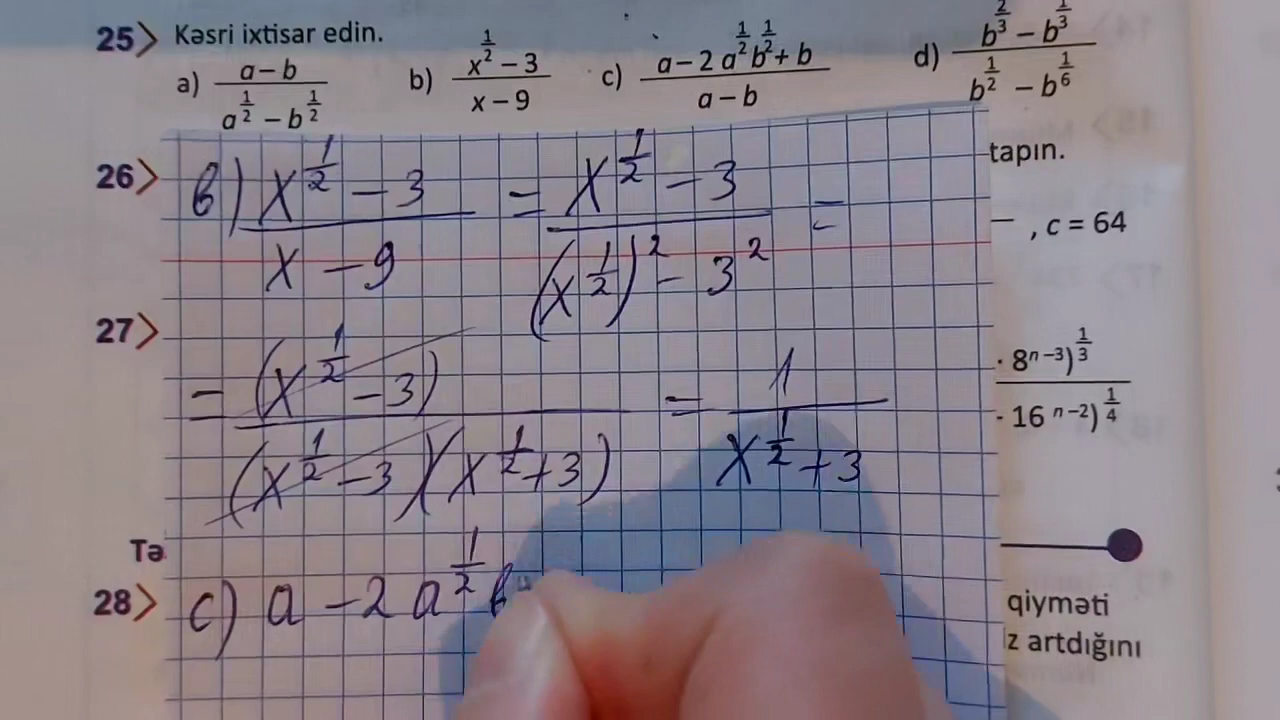 25> Kəsri ixtisar edin.
a) (a−b)/(a^(1/2) − b^(1/2)) b) (x^(1/2) − 3)/(x − 9) c) (a − 2a^(1/2)b^(1/2) + b)/(a − b) d) (b^(2/3) − b^(1/3))/(b^(1/2) − b^(1/6))
tapın.
26> в) (x^(1/2) − 3)/(x − 9) = (x^(1/2) − 3)/((x^(1/2))^2 − 3^2) =
, c = 64
27> = (x^(1/2) − 3)/((x^(1/2) − 3)(x^(1/2) + 3)) = 1/(x^(1/2) + 3)
· 8^(n−3))^(1/3)
· 16^(n−2))^(1/4)
Tə
28> c) a − 2a^(1/2) в
qiyməti
z artdığını